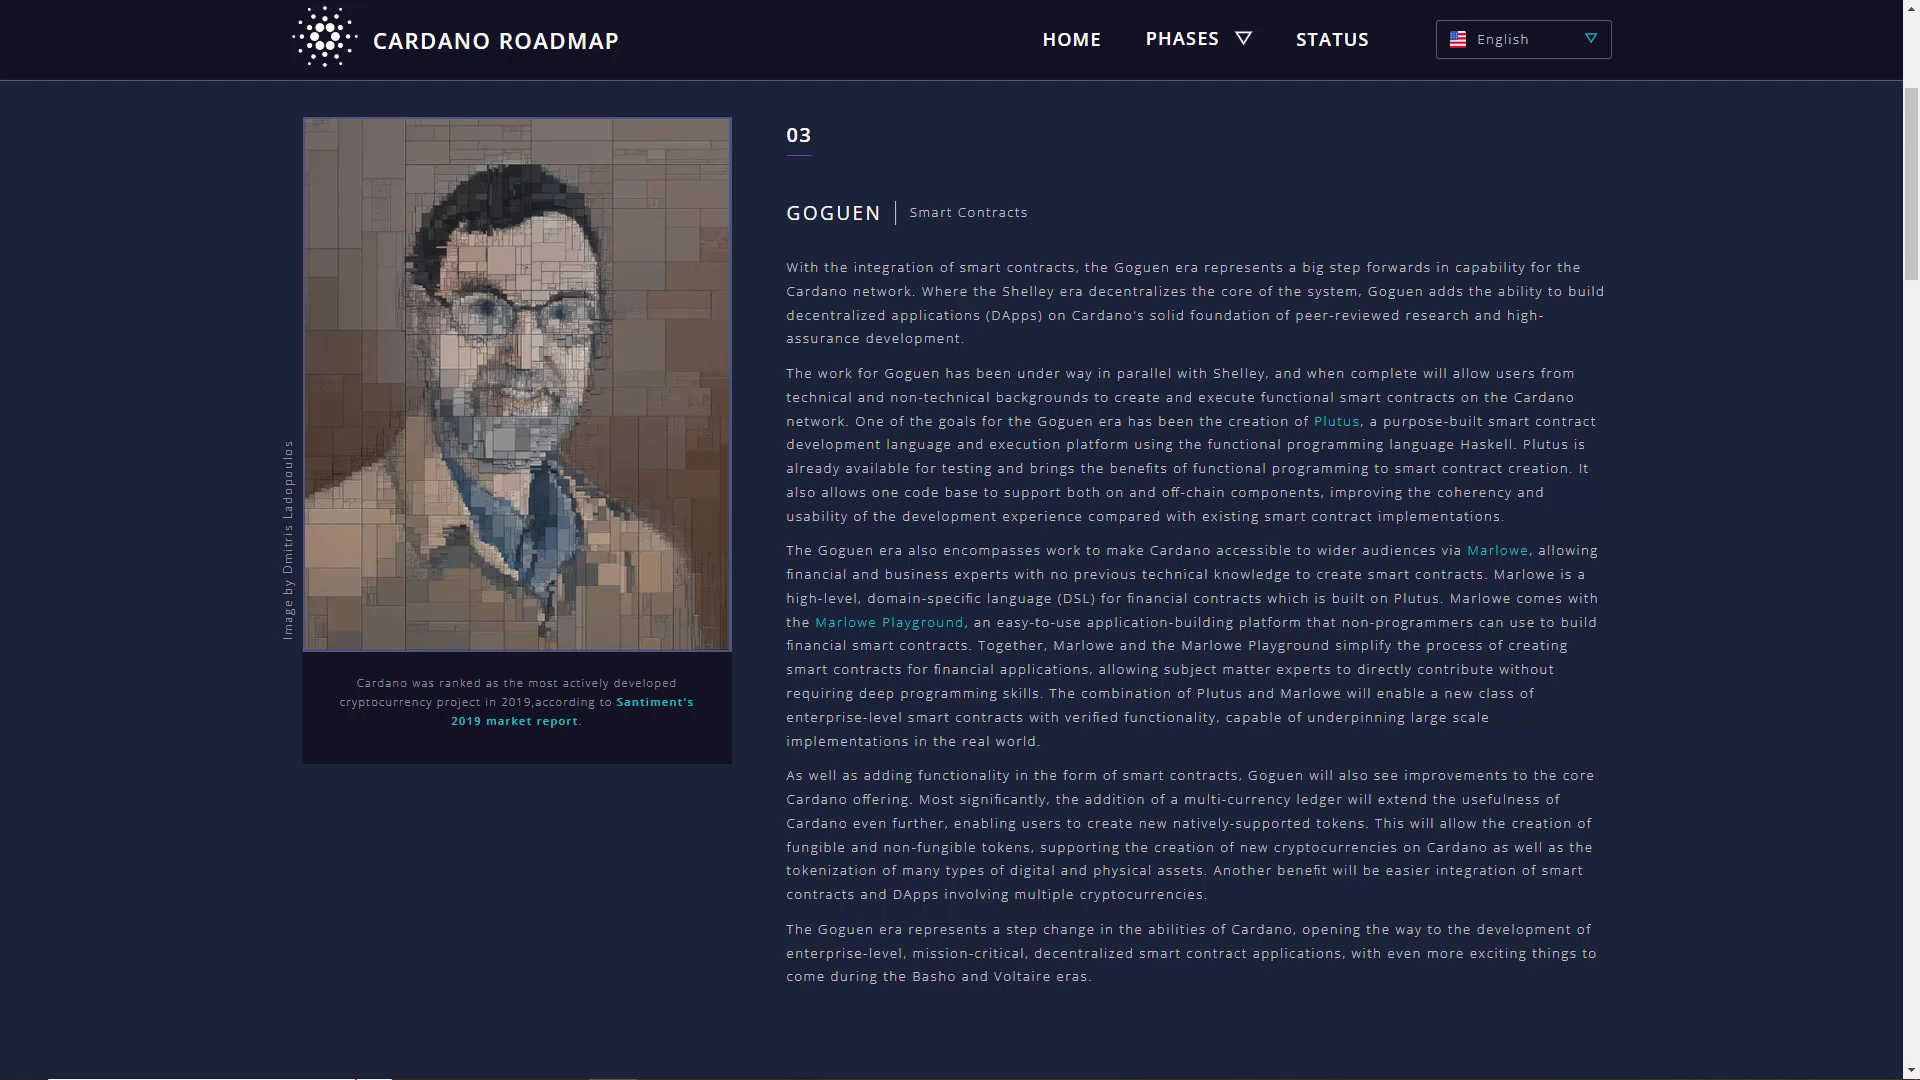 CARDANO ROADMAP
HOME
PHASES
STATUS
English
Image by Dmitris Ladopoulos
Cardano was ranked as the most actively developed
cryptocurrency project in 2019,according to Santiment's
2019 market report.
03
GOGUEN
Smart Contracts
With the integration of smart contracts, the Goguen era represents a big step forwards in capability for the
Cardano network. Where the Shelley era decentralizes the core of the system, Goguen adds the ability to build
decentralized applications (DApps) on Cardano's solid foundation of peer-reviewed research and high-
assurance development.
The work for Goguen has been under way in parallel with Shelley, and when complete will allow users from
technical and non-technical backgrounds to create and execute functional smart contracts on the Cardano
network. One of the goals for the Goguen era has been the creation of Plutus, a purpose-built smart contract
development language and execution platform using the functional programming language Haskell. Plutus is
already available for testing and brings the benefits of functional programming to smart contract creation. It
also allows one code base to support both on and off-chain components, improving the coherency and
usability of the development experience compared with existing smart contract implementations.
The Goguen era also encompasses work to make Cardano accessible to wider audiences via Marlowe, allowing
financial and business experts with no previous technical knowledge to create smart contracts. Marlowe is a
high-level, domain-specific language (DSL) for financial contracts which is built on Plutus. Marlowe comes with
the Marlowe Playground, an easy-to-use application-building platform that non-programmers can use to build
financial smart contracts. Together, Marlowe and the Marlowe Playground simplify the process of creating
smart contracts for financial applications, allowing subject matter experts to directly contribute without
requiring deep programming skills. The combination of Plutus and Marlowe will enable a new class of
enterprise-level smart contracts with verified functionality, capable of underpinning large scale
implementations in the real world.
As well as adding functionality in the form of smart contracts, Goguen will also see improvements to the core
Cardano offering. Most significantly, the addition of a multi-currency ledger will extend the usefulness of
Cardano even further, enabling users to create new natively-supported tokens. This will allow the creation of
fungible and non-fungible tokens, supporting the creation of new cryptocurrencies on Cardano as well as the
tokenization of many types of digital and physical assets. Another benefit will be easier integration of smart
contracts and DApps involving multiple cryptocurrencies.
The Goguen era represents a step change in the abilities of Cardano, opening the way to the development of
enterprise-level, mission-critical, decentralized smart contract applications, with even more exciting things to
come during the Basho and Voltaire eras.